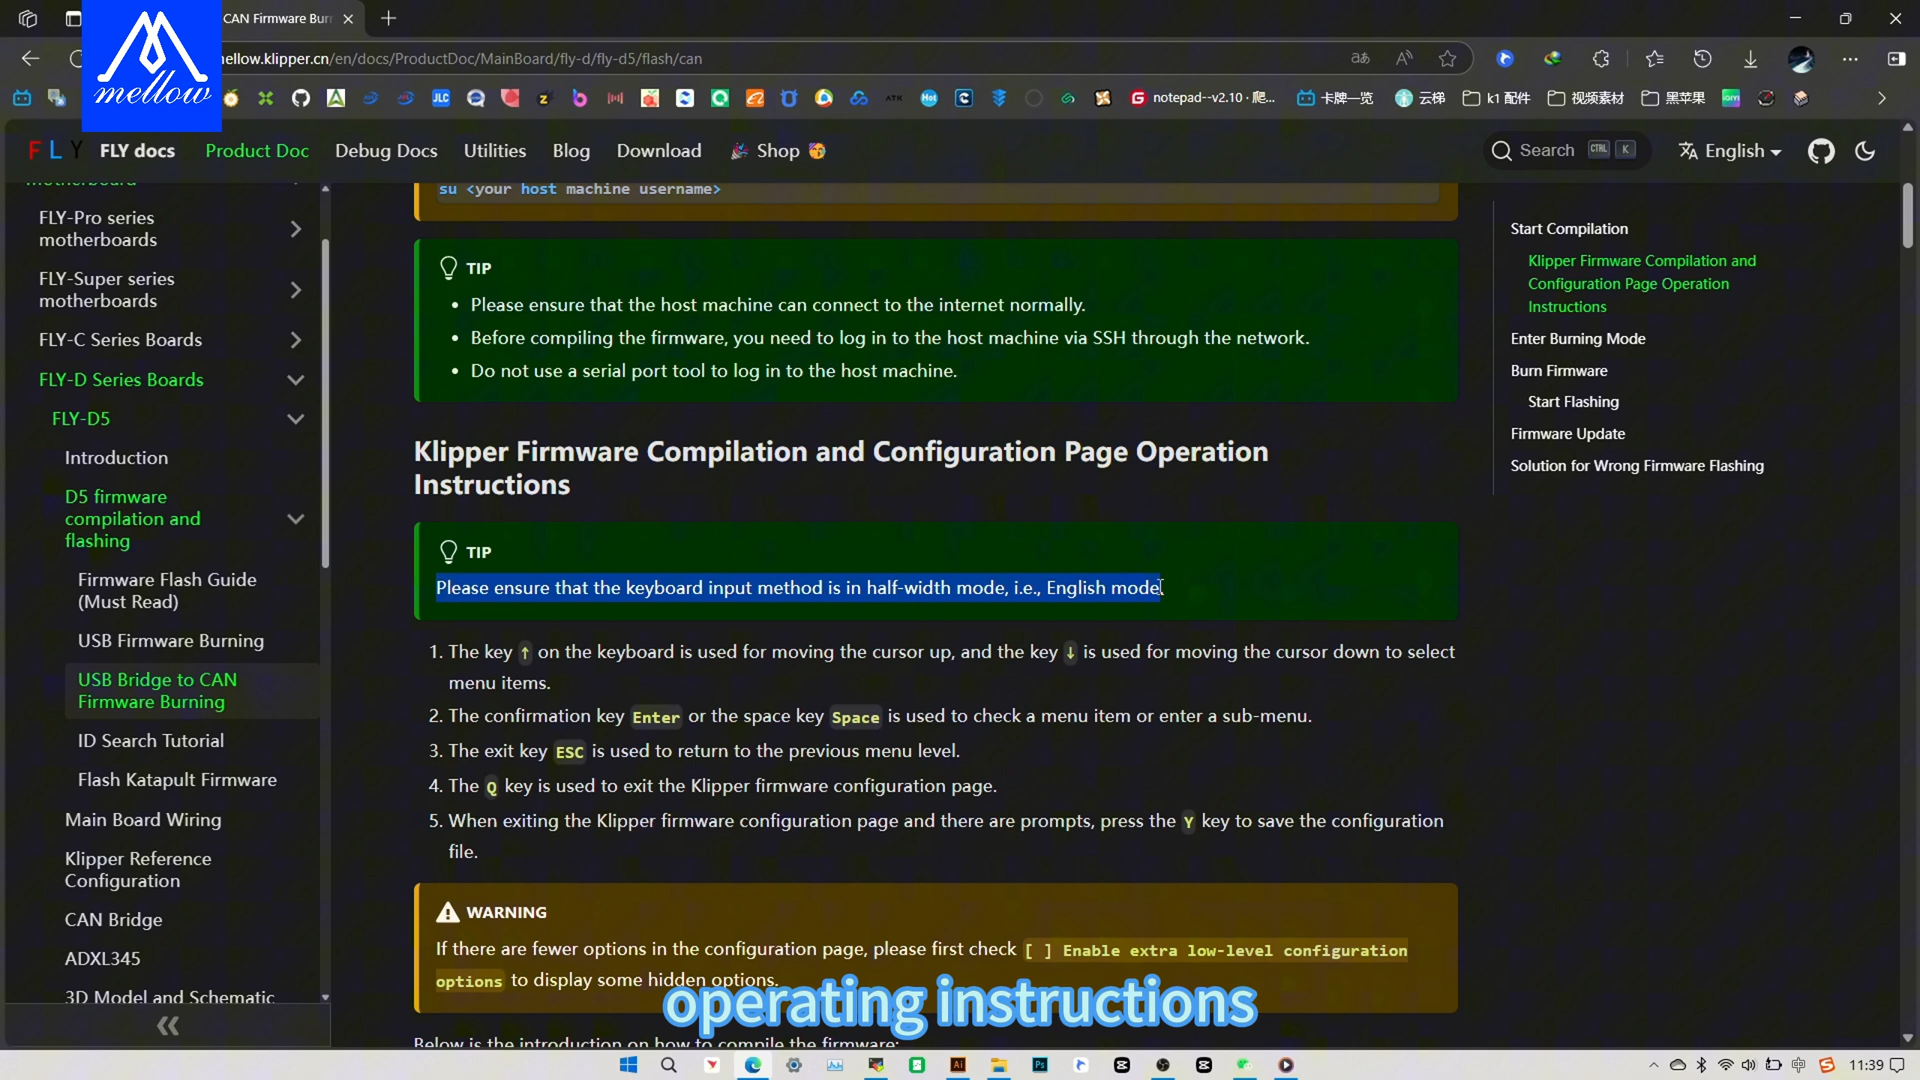 CAN Firmware Bur
mellow
ellow.klipper.cn/en/docs/ProductDoc/MainBoard/fly-d/fly-d5/flash/can
notepad--v2.10 · 爬...
卡牌一览
云梯
k1 配件
视频素材
黑苹果
FLY
FLY docs
Product Doc
Debug Docs
Utilities
Blog
Download
Shop
Search CTRL K
English
FLY-Pro series
motherboards
FLY-Super series
motherboards
FLY-C Series Boards
FLY-D Series Boards
FLY-D5
Introduction
D5 firmware
compilation and
flashing
Firmware Flash Guide
(Must Read)
USB Firmware Burning
USB Bridge to CAN
Firmware Burning
ID Search Tutorial
Flash Katapult Firmware
Main Board Wiring
Klipper Reference
Configuration
CAN Bridge
ADXL345
3D Model and Schematic
su <your host machine username>
TIP
• Please ensure that the host machine can connect to the internet normally.
• Before compiling the firmware, you need to log in to the host machine via SSH through the network.
• Do not use a serial port tool to log in to the host machine.
Klipper Firmware Compilation and Configuration Page Operation
Instructions
TIP
Please ensure that the keyboard input method is in half-width mode, i.e., English mode.
1. The key ↑ on the keyboard is used for moving the cursor up, and the key ↓ is used for moving the cursor down to select
menu items.
2. The confirmation key Enter or the space key Space is used to check a menu item or enter a sub-menu.
3. The exit key ESC is used to return to the previous menu level.
4. The Q key is used to exit the Klipper firmware configuration page.
5. When exiting the Klipper firmware configuration page and there are prompts, press the Y key to save the configuration
file.
WARNING
If there are fewer options in the configuration page, please first check [ ] Enable extra low-level configuration
options to display some hidden options.
Below is the introduction on how to compile the firmware:
operating instructions
Start Compilation
Klipper Firmware Compilation and
Configuration Page Operation
Instructions
Enter Burning Mode
Burn Firmware
Start Flashing
Firmware Update
Solution for Wrong Firmware Flashing
中
11:39